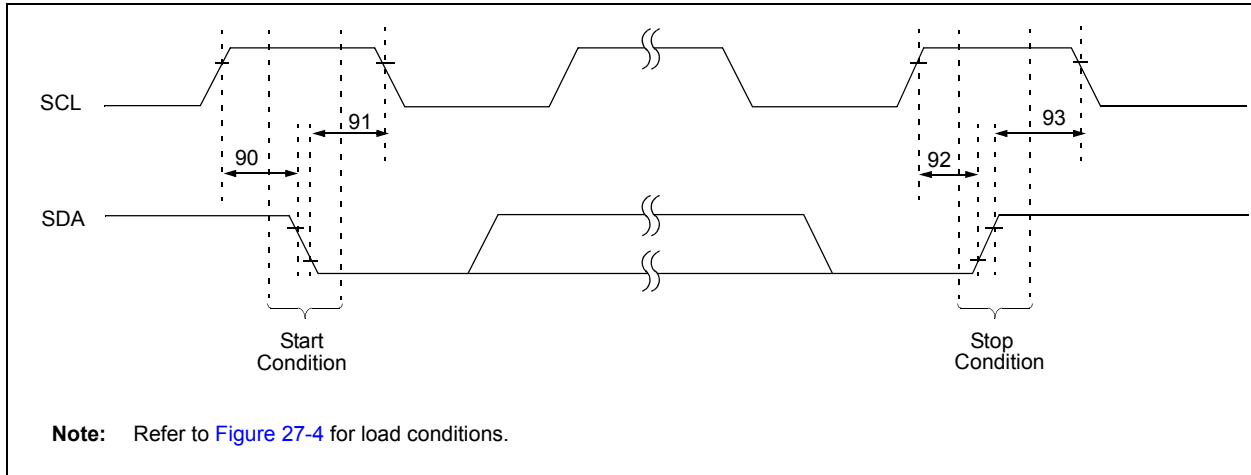 SCL
91
93
90
92
SDA
Start
Condition
Stop
Condition
Note: Refer to Figure 27-4 for load conditions.